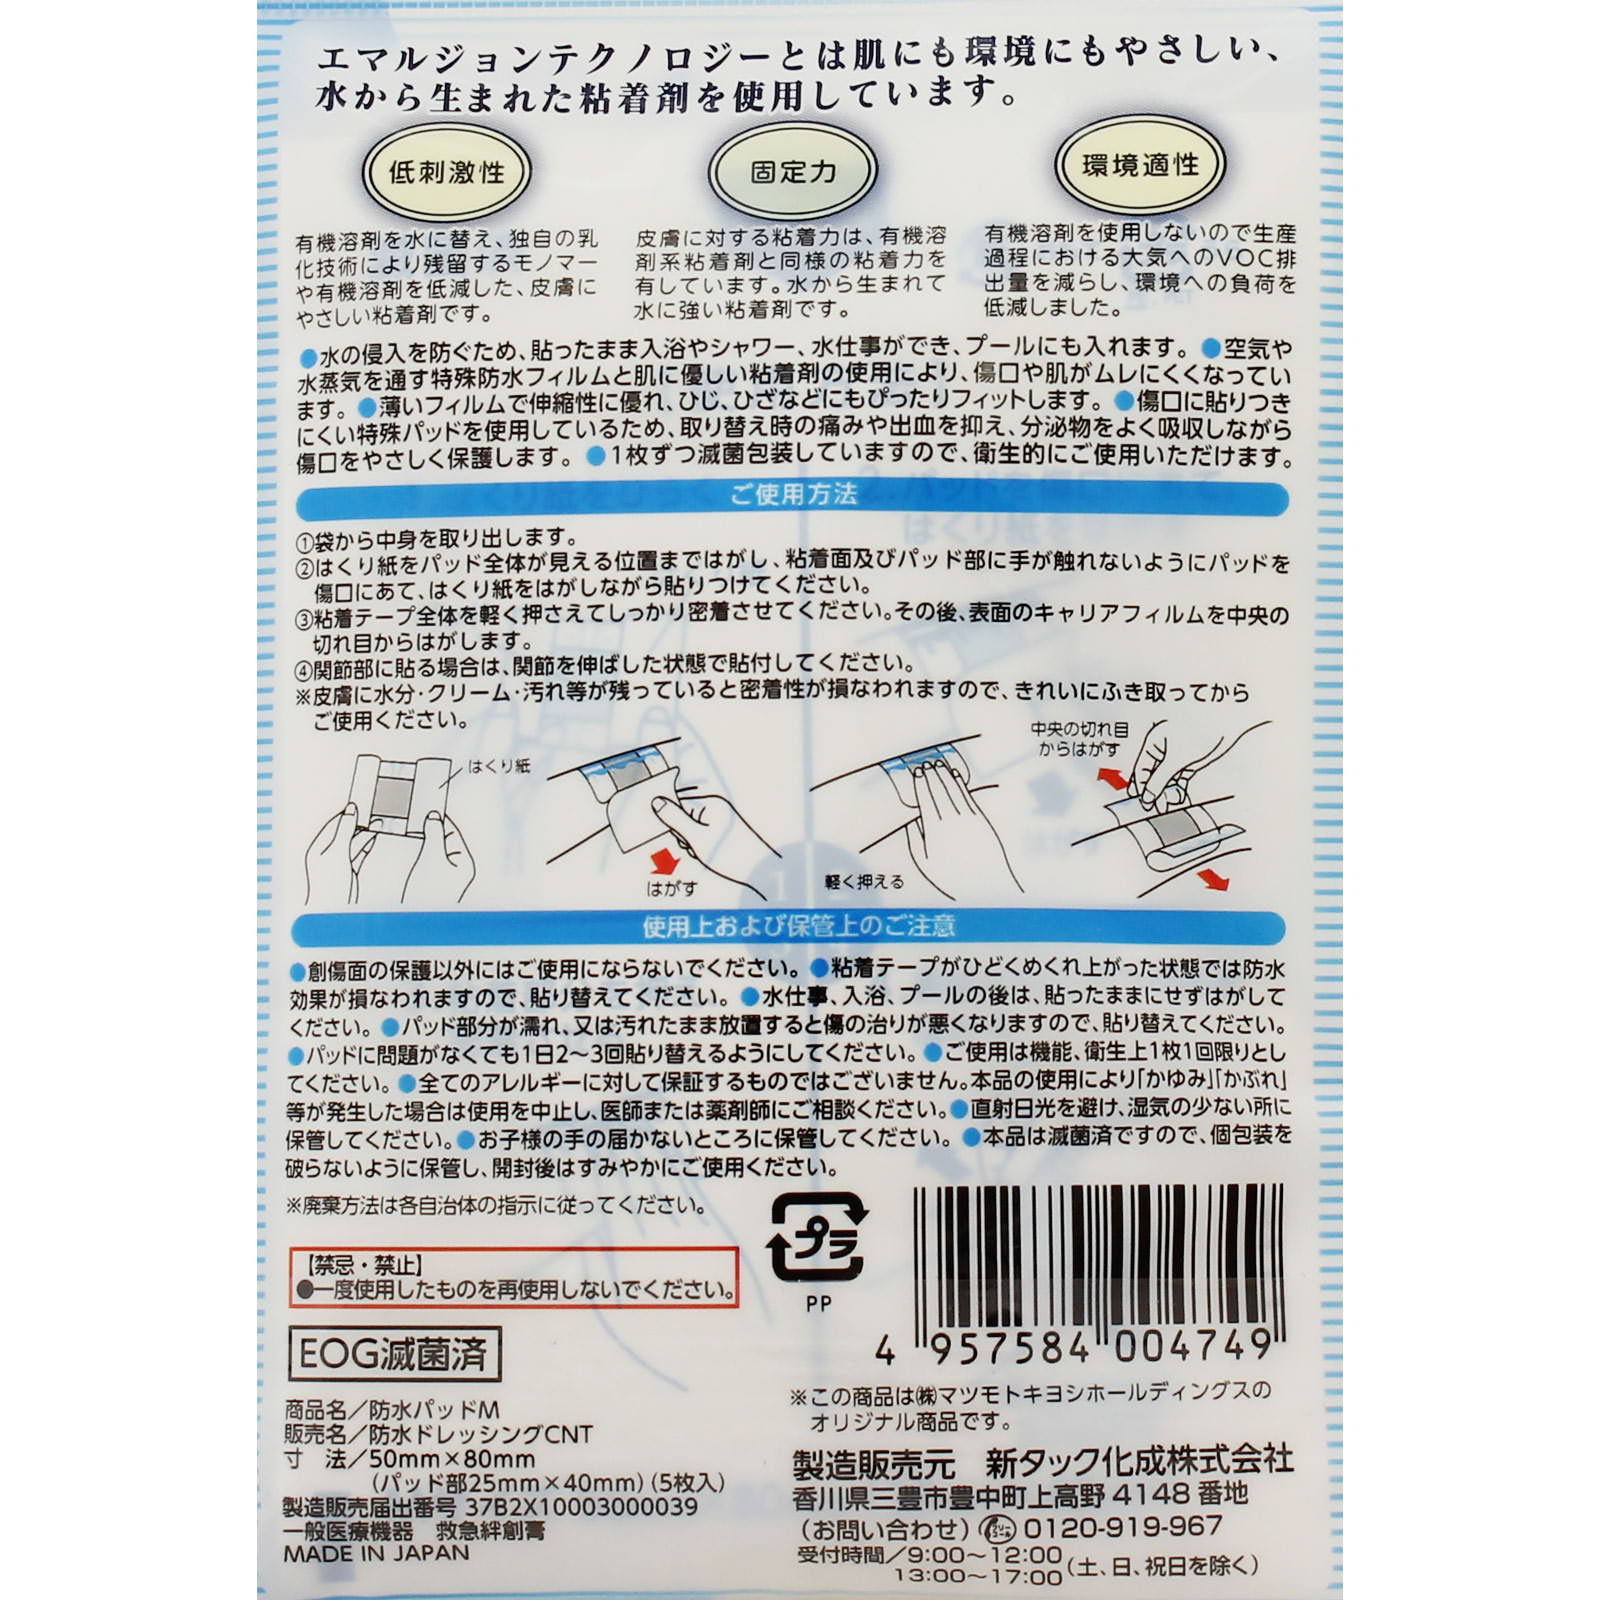 エマルジョンテクノロジーとは肌にも環境にもやさしい、
水から生まれた粘着剤を使用しています。
低刺激性
固定力
環境適性
有機溶剤を水に替え、独自の乳
化技術により残留するモノマー
や有機溶剤を低減した、皮膚に
やさしい粘着剤です。
皮膚に対する粘着力は、有機溶
剤系粘着剤と同様の粘着力を
有しています。水から生まれて
水に強い粘着剤です。
有機溶剤を使用しないので生産
過程における大気へのVOC排
出量を減らし、環境への負荷を
低減しました。
●水の侵入を防ぐため、貼ったまま入浴やシャワー、水仕事ができ、プールにも入れます。 ●空気や
水蒸気を通す特殊防水フィルムと肌に優しい粘着剤の使用により、傷口や肌がムレにくくなってい
ます。 ●薄いフィルムで伸縮性に優れ、ひじ、ひざなどにもぴったりフィットします。 ●傷口に貼りつき
にくい特殊パッドを使用しているため、取り替え時の痛みや出血を抑え、分泌物をよく吸収しながら
傷口をやさしく保護します。 ●1枚ずつ滅菌包装していますので、衛生的にご使用いただけます。
ご使用方法
①袋から中身を取り出します。
②はくり紙をパッド全体が見える位置まではがし、粘着面及びパッド部に手が触れないようにパッドを
傷口にあて、はくり紙をはがしながら貼りつけてください。
③粘着テープ全体を軽く押さえてしっかり密着させてください。その後、表面のキャリアフィルムを中央の
切れ目からはがします。
④関節部に貼る場合は、関節を伸ばした状態で貼付してください。
※皮膚に水分・クリーム・汚れ等が残っていると密着性が損なわれますので、きれいにふき取ってから
ご使用ください。
はくり紙
はがす
軽く押える
中央の切れ目
からはがす
使用上および保管上のご注意
●創傷面の保護以外にはご使用にならないでください。 ●粘着テープがひどくめくれ上がった状態では防水
効果が損なわれますので、貼り替えてください。 ●水仕事、入浴、プールの後は、貼ったままにせずはがして
ください。 ●パッド部分が濡れ、又は汚れたまま放置すると傷の治りが悪くなりますので、貼り替えてください。
●パッドに問題がなくても1日2〜3回貼り替えるようにしてください。 ●ご使用は機能、衛生上1枚1回限りとし
てください。 ●全てのアレルギーに対して保証するものではございません。本品の使用により「かゆみ」「かぶれ」
等が発生した場合は使用を中止し、医師または薬剤師にご相談ください。 ●直射日光を避け、湿気の少ない所に
保管してください。 ●お子様の手の届かないところに保管してください。 ●本品は滅菌済ですので、個包装を
破らないように保管し、開封後はすみやかにご使用ください。
※廃棄方法は各自治体の指示に従ってください。
【禁忌・禁止】
●一度使用したものを再使用しないでください。
EOG滅菌済
商品名／防水パッドM
販売名／防水ドレッシングCNT
寸 法／50mm×80mm
（パッド部25mm×40mm）（5枚入）
製造販売届出番号 37B2X10003000039
一般医療機器 救急絆創膏
MADE IN JAPAN
プラ
PP
4 957584 004749
※この商品は㈱マツモトキヨシホールディングスの
オリジナル商品です。
製造販売元 新タック化成株式会社
香川県三豊市豊中町上高野 4148 番地
（お問い合わせ） フリーコール 0120-919-967
受付時間／9:00〜12:00
13:00〜17:00 （土、日、祝日を除く）